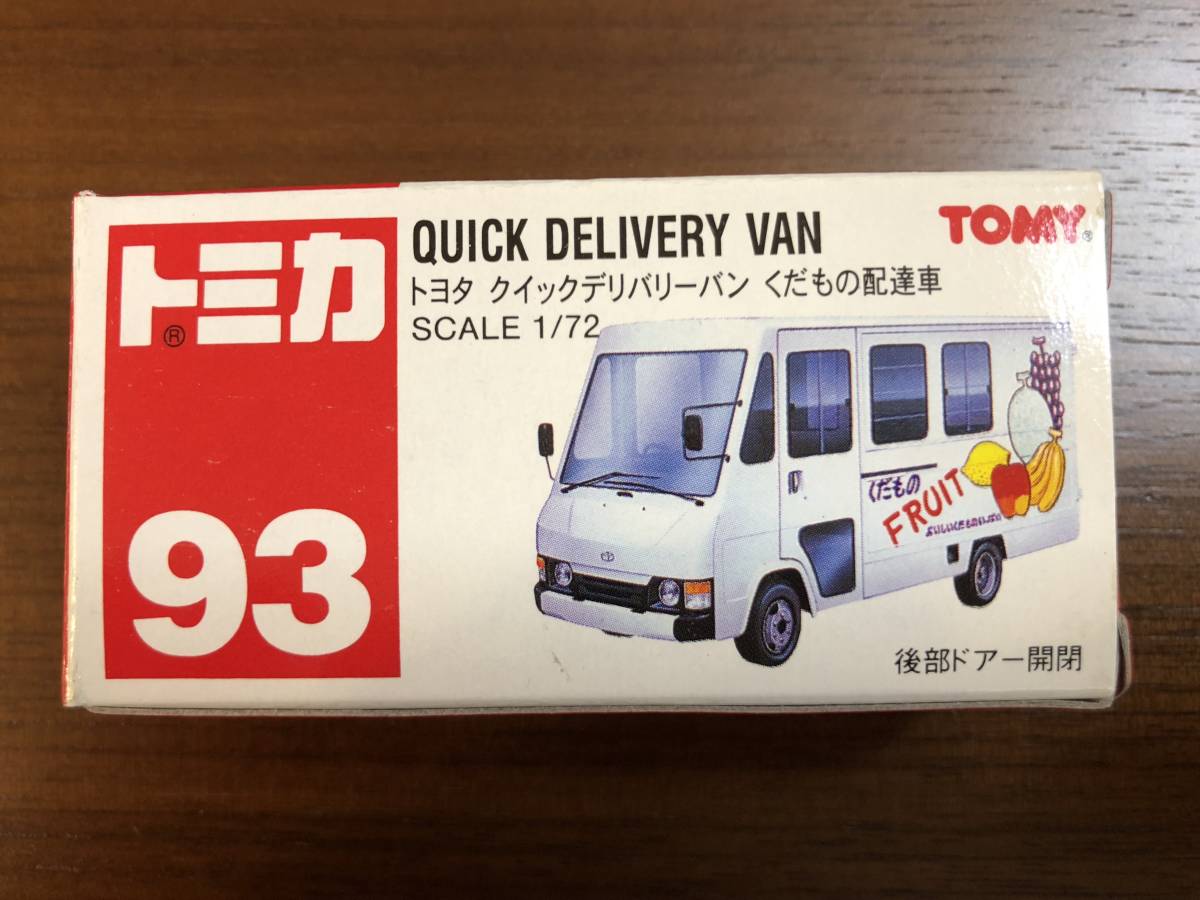 トミカ®
93
QUICK DELIVERY VAN
TOMY®
トヨタ クイックデリバリーバン くだもの配達車
SCALE 1/72
くだもの
FRUIT
後部ドアー開閉